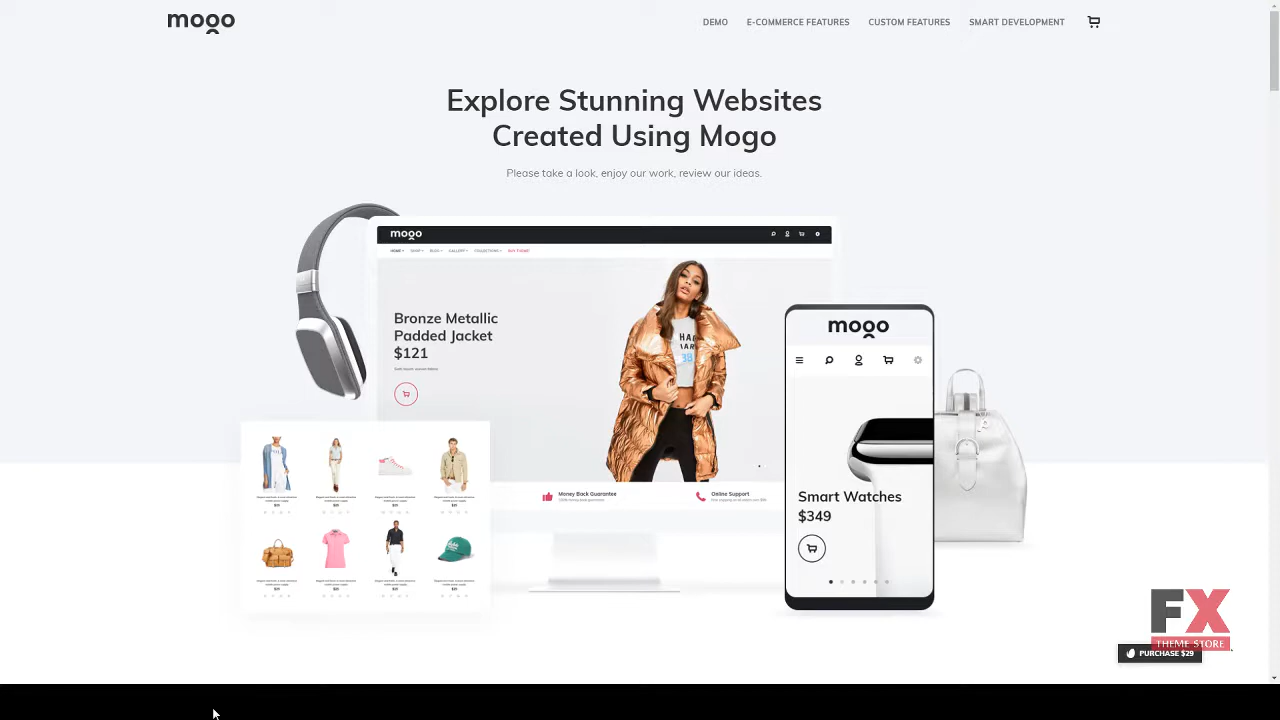 mogo
DEMO
E-COMMERCE FEATURES
CUSTOM FEATURES
SMART DEVELOPMENT
Explore Stunning Websites
Created Using Mogo
Please take a look, enjoy our work, review our ideas.
mogo
HOME
SHOP
BLOG
GALLERY
COLLECTIONS
BUY THEME!
Bronze Metallic
Padded Jacket
$121
Money Back Guarantee
Online Support
mogo
Smart Watches
$349
FX
THEME STORE
PURCHASE $29